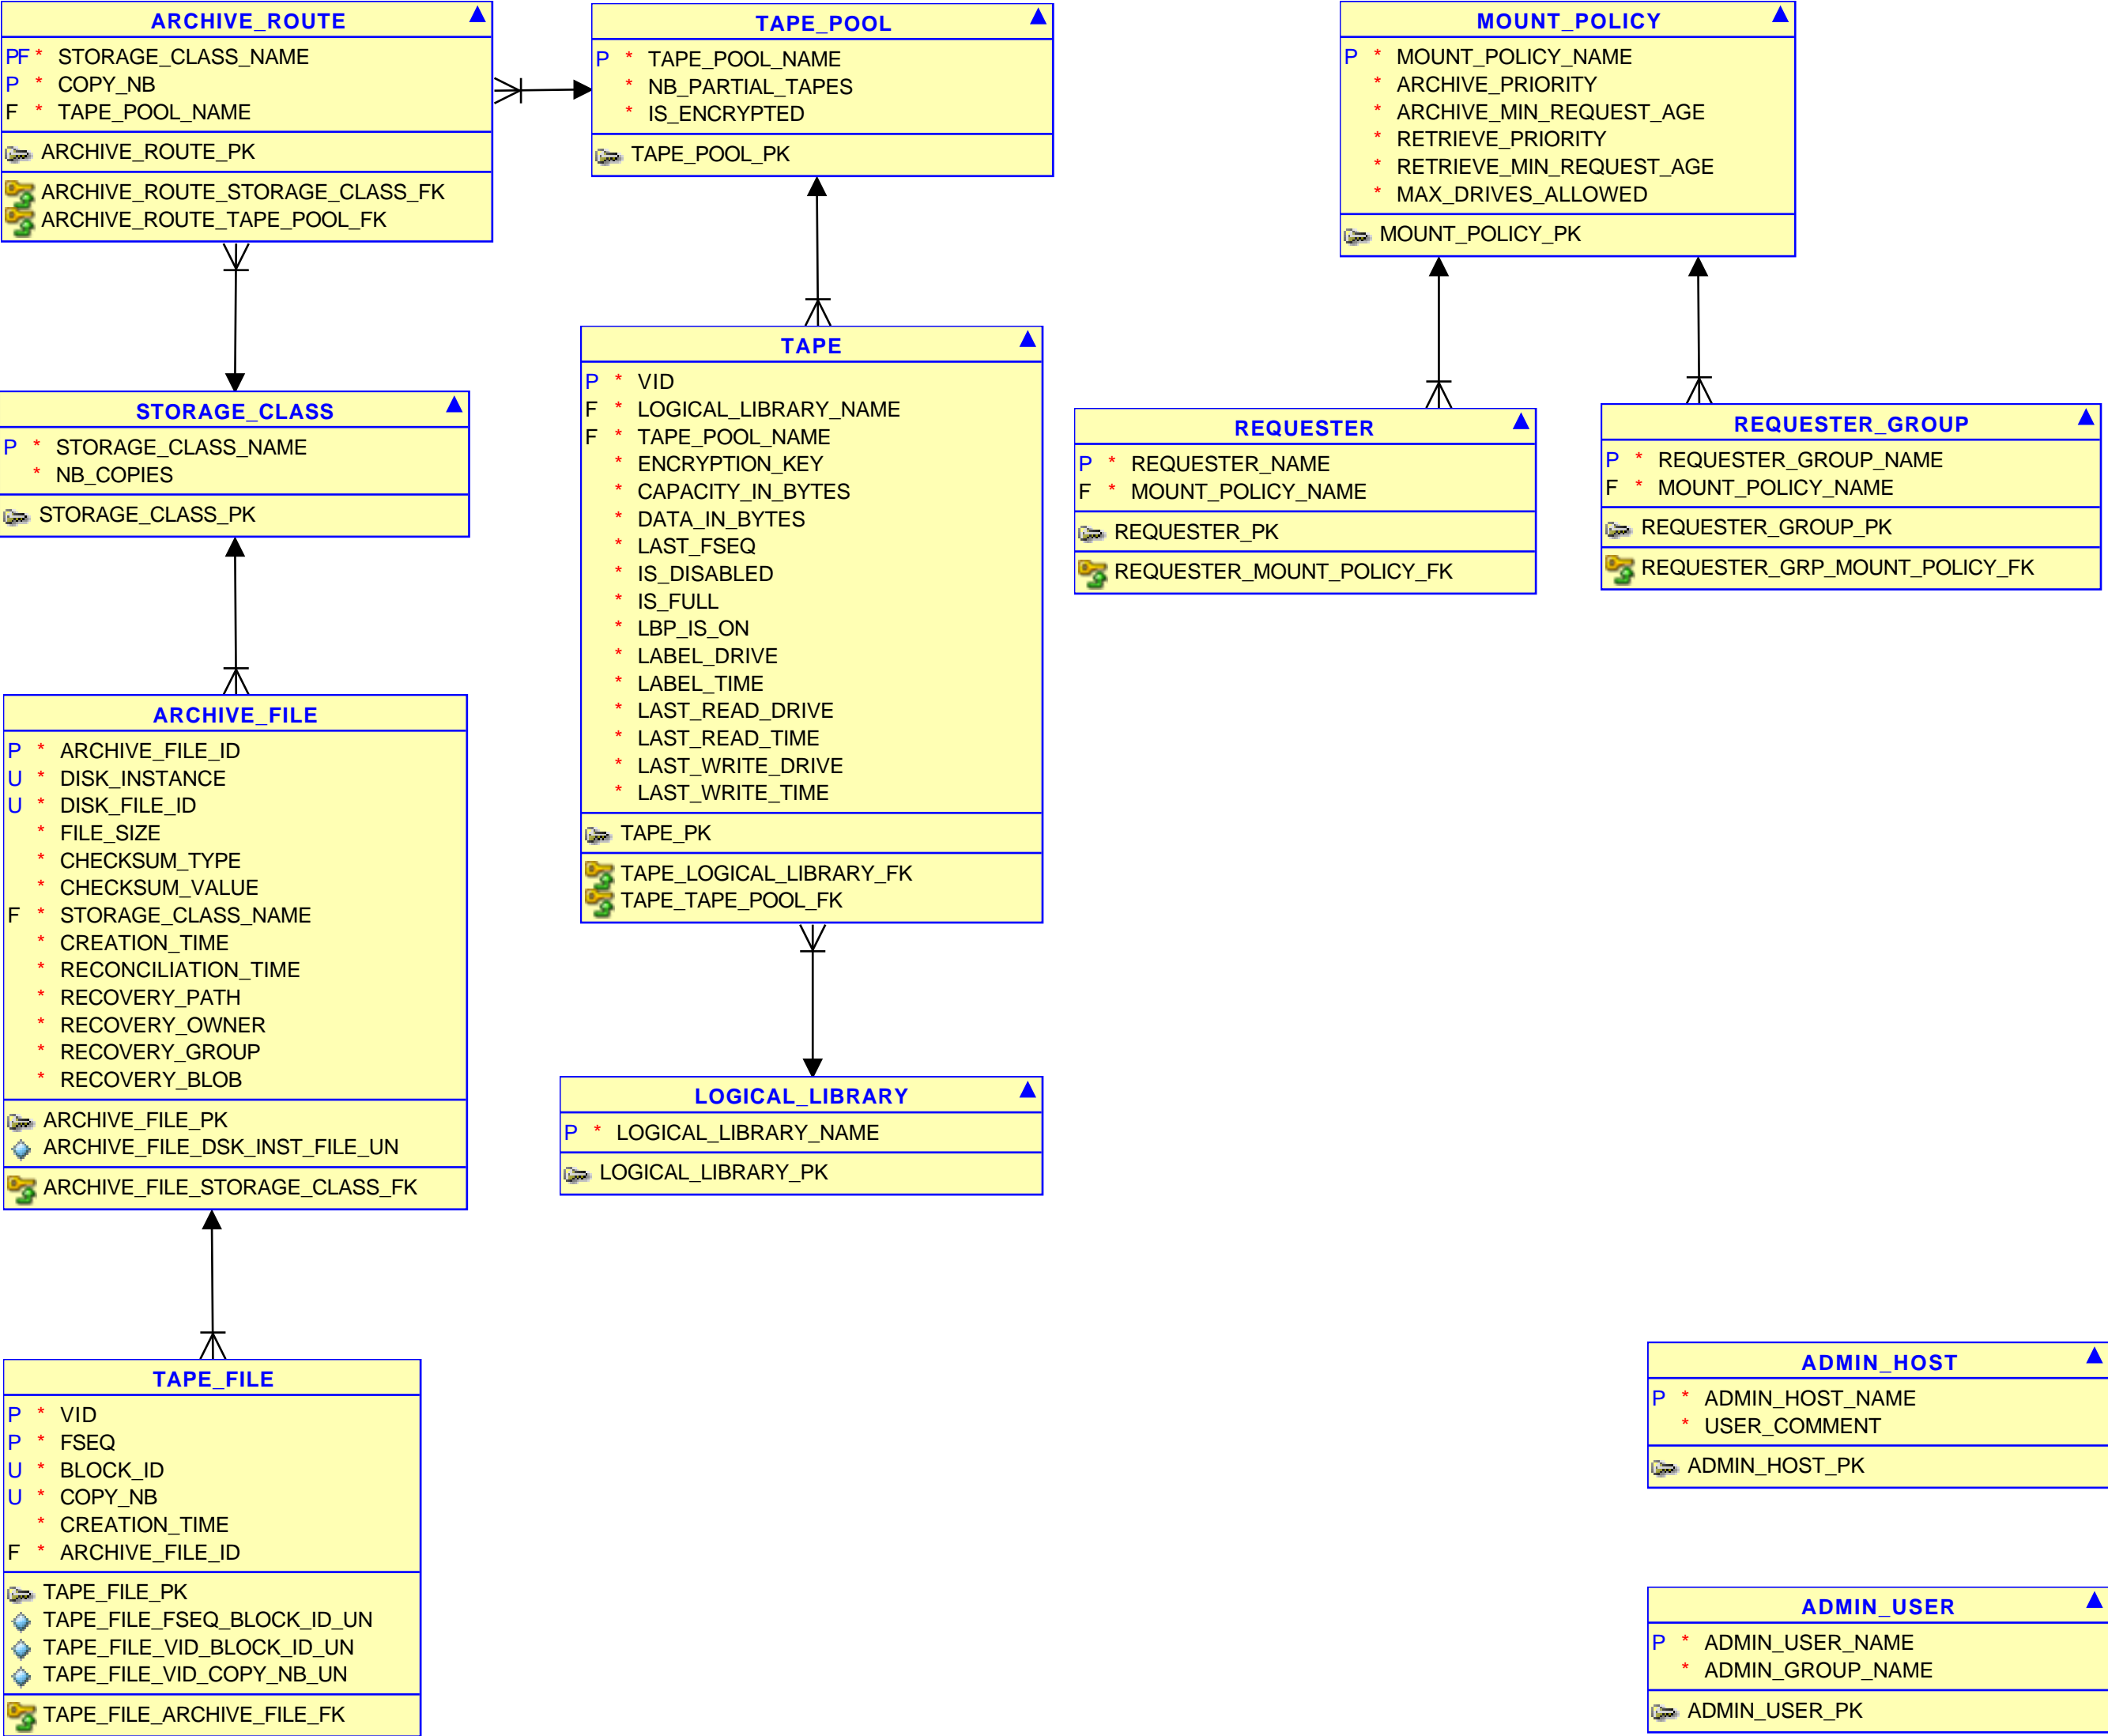 ARCHIVE_ROUTE
PF * STORAGE_CLASS_NAME
P * COPY_NB
F * TAPE_POOL_NAME
ARCHIVE_ROUTE_PK
ARCHIVE_ROUTE_STORAGE_CLASS_FK
ARCHIVE_ROUTE_TAPE_POOL_FK
TAPE_POOL
P * TAPE_POOL_NAME
* NB_PARTIAL_TAPES
* IS_ENCRYPTED
TAPE_POOL_PK
MOUNT_POLICY
P * MOUNT_POLICY_NAME
* ARCHIVE_PRIORITY
* ARCHIVE_MIN_REQUEST_AGE
* RETRIEVE_PRIORITY
* RETRIEVE_MIN_REQUEST_AGE
* MAX_DRIVES_ALLOWED
MOUNT_POLICY_PK
STORAGE_CLASS
P * STORAGE_CLASS_NAME
* NB_COPIES
STORAGE_CLASS_PK
TAPE
P * VID
F * LOGICAL_LIBRARY_NAME
F * TAPE_POOL_NAME
* ENCRYPTION_KEY
* CAPACITY_IN_BYTES
* DATA_IN_BYTES
* LAST_FSEQ
* IS_DISABLED
* IS_FULL
* LBP_IS_ON
* LABEL_DRIVE
* LABEL_TIME
* LAST_READ_DRIVE
* LAST_READ_TIME
* LAST_WRITE_DRIVE
* LAST_WRITE_TIME
TAPE_PK
TAPE_LOGICAL_LIBRARY_FK
TAPE_TAPE_POOL_FK
REQUESTER
P * REQUESTER_NAME
F * MOUNT_POLICY_NAME
REQUESTER_PK
REQUESTER_MOUNT_POLICY_FK
REQUESTER_GROUP
P * REQUESTER_GROUP_NAME
F * MOUNT_POLICY_NAME
REQUESTER_GROUP_PK
REQUESTER_GRP_MOUNT_POLICY_FK
ARCHIVE_FILE
P * ARCHIVE_FILE_ID
U * DISK_INSTANCE
U * DISK_FILE_ID
* FILE_SIZE
* CHECKSUM_TYPE
* CHECKSUM_VALUE
F * STORAGE_CLASS_NAME
* CREATION_TIME
* RECONCILIATION_TIME
* RECOVERY_PATH
* RECOVERY_OWNER
* RECOVERY_GROUP
* RECOVERY_BLOB
ARCHIVE_FILE_PK
ARCHIVE_FILE_DSK_INST_FILE_UN
ARCHIVE_FILE_STORAGE_CLASS_FK
LOGICAL_LIBRARY
P * LOGICAL_LIBRARY_NAME
LOGICAL_LIBRARY_PK
TAPE_FILE
P * VID
P * FSEQ
U * BLOCK_ID
U * COPY_NB
* CREATION_TIME
F * ARCHIVE_FILE_ID
TAPE_FILE_PK
TAPE_FILE_FSEQ_BLOCK_ID_UN
TAPE_FILE_VID_BLOCK_ID_UN
TAPE_FILE_VID_COPY_NB_UN
TAPE_FILE_ARCHIVE_FILE_FK
ADMIN_HOST
P * ADMIN_HOST_NAME
* USER_COMMENT
ADMIN_HOST_PK
ADMIN_USER
P * ADMIN_USER_NAME
* ADMIN_GROUP_NAME
ADMIN_USER_PK